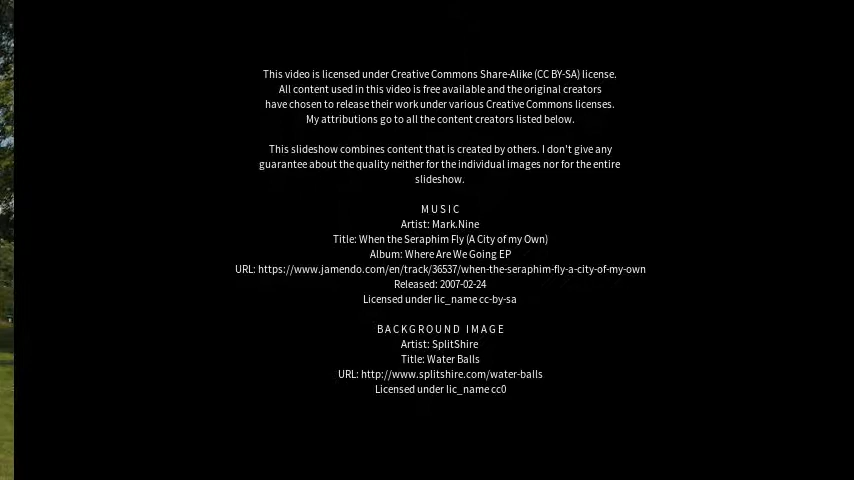 This video is licensed under Creative Commons Share-Alike (CC BY-SA) license.
All content used in this video is free available and the original creators
have chosen to release their work under various Creative Commons licenses.
My attributions go to all the content creators listed below.
This slideshow combines content that is created by others. I don't give any
guarantee about the quality neither for the individual images nor for the entire
slideshow.
MUSIC
Artist: Mark.Nine
Title: When the Seraphim Fly (A City of my Own)
Album: Where Are We Going EP
URL: https://www.jamendo.com/en/track/36537/when-the-seraphim-fly-a-city-of-my-own
Released: 2007-02-24
Licensed under lic_name cc-by-sa
BACKGROUND IMAGE
Artist: SplitShire
Title: Water Balls
URL: http://www.splitshire.com/water-balls
Licensed under lic_name cc0